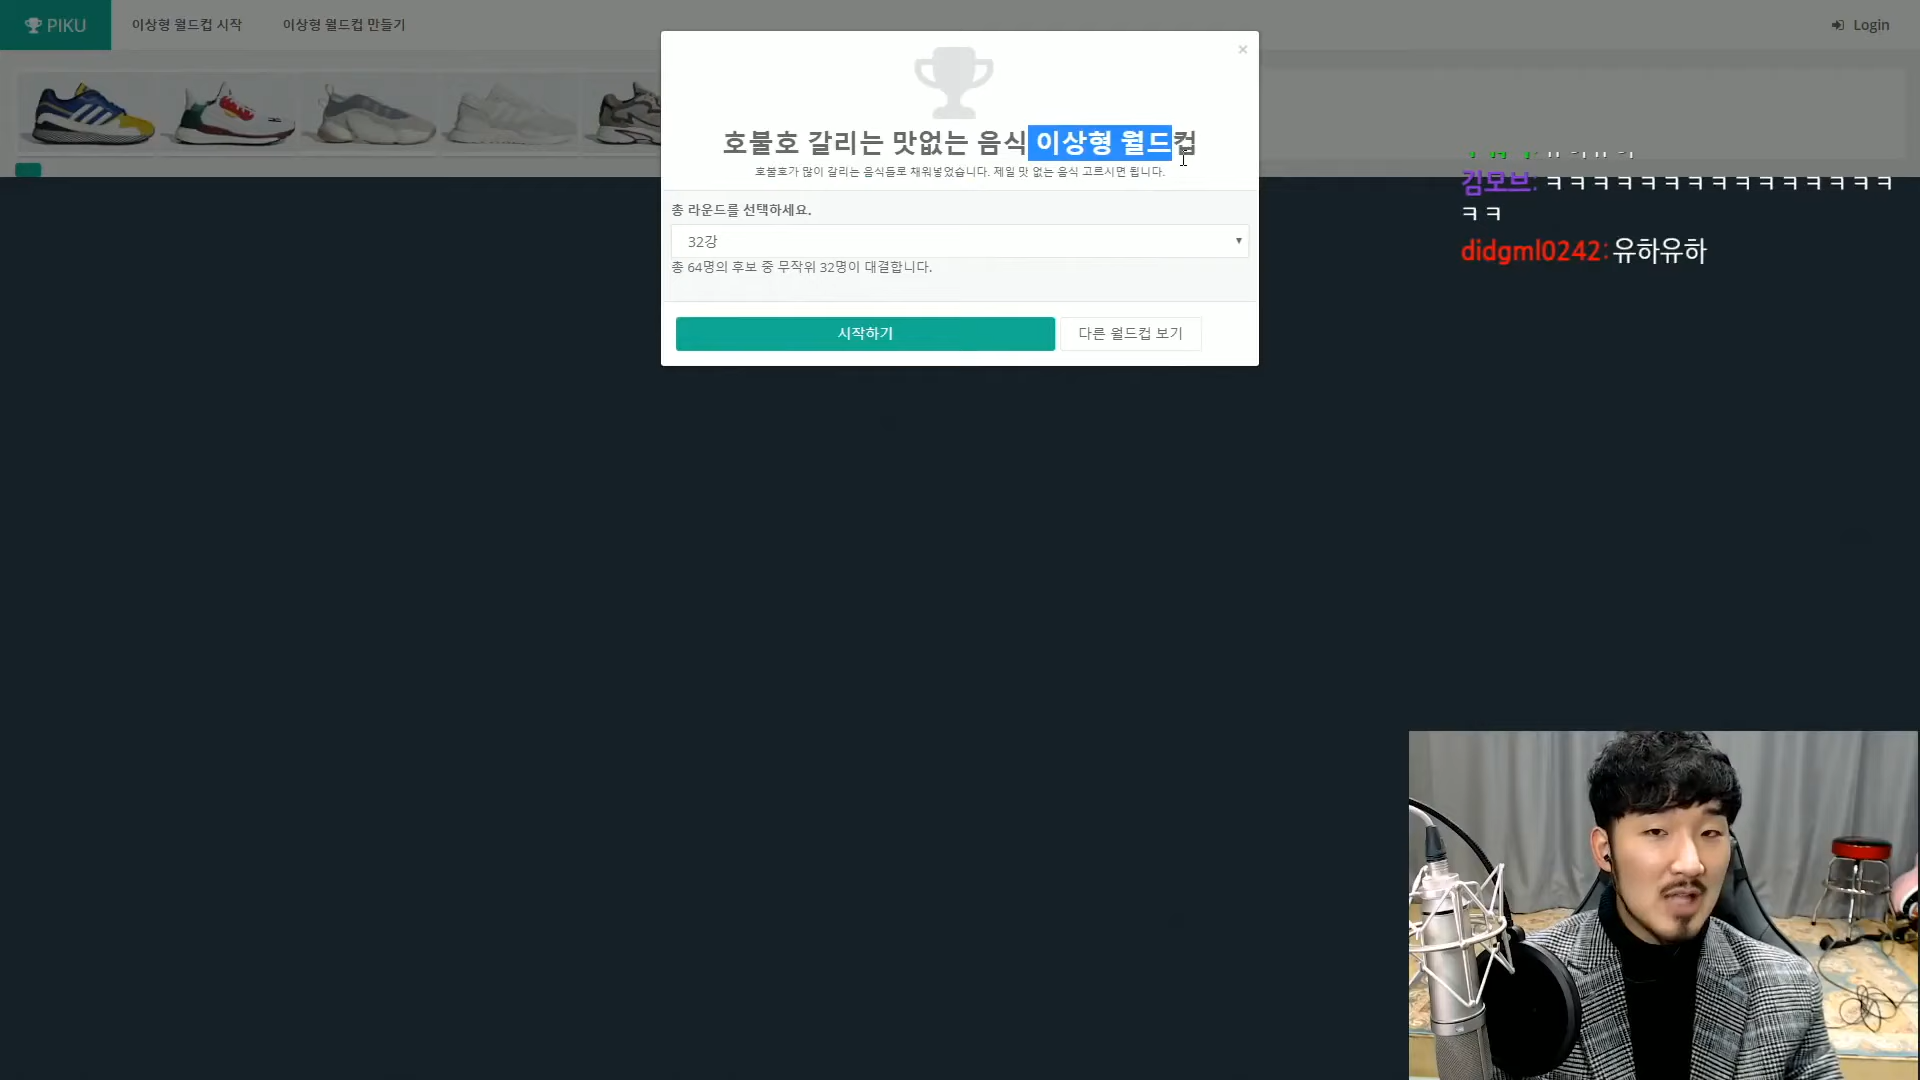 PIKU
이상형 월드컵 시작
이상형 월드컵 만들기
Login
×
호불호 갈리는 맛없는 음식 이상형 월드컵
호불호가 많이 갈리는 음식들로 채워넣었습니다. 제일 맛 없는 음식 고르시면 됩니다.
총 라운드를 선택하세요.
32강
총 64명의 후보 중 무작위 32명이 대결합니다.
시작하기
다른 월드컵 보기
김모브: ㅋㅋㅋㅋㅋㅋㅋㅋㅋㅋㅋㅋㅋㅋㅋ
ㅋㅋ
didgml0242: 유하유하